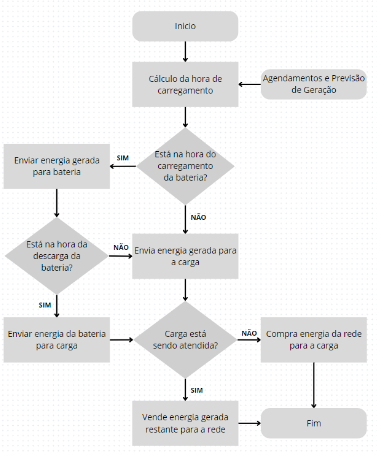 Inicio
Cálculo da hora de
carregamento
Agendamentos e Previsão
de Geração
Está na hora do
carregamento
da bateria?
SIM
Enviar energia gerada
para bateria
NÃO
Está na hora da
descarga da
bateria?
NÃO
Envia energia gerada para
a carga
SIM
Enviar energia da bateria
para carga
Carga está
sendo atendida?
NÃO
Compra energia da rede
para a carga
SIM
Vende energia gerada
restante para a rede
Fim